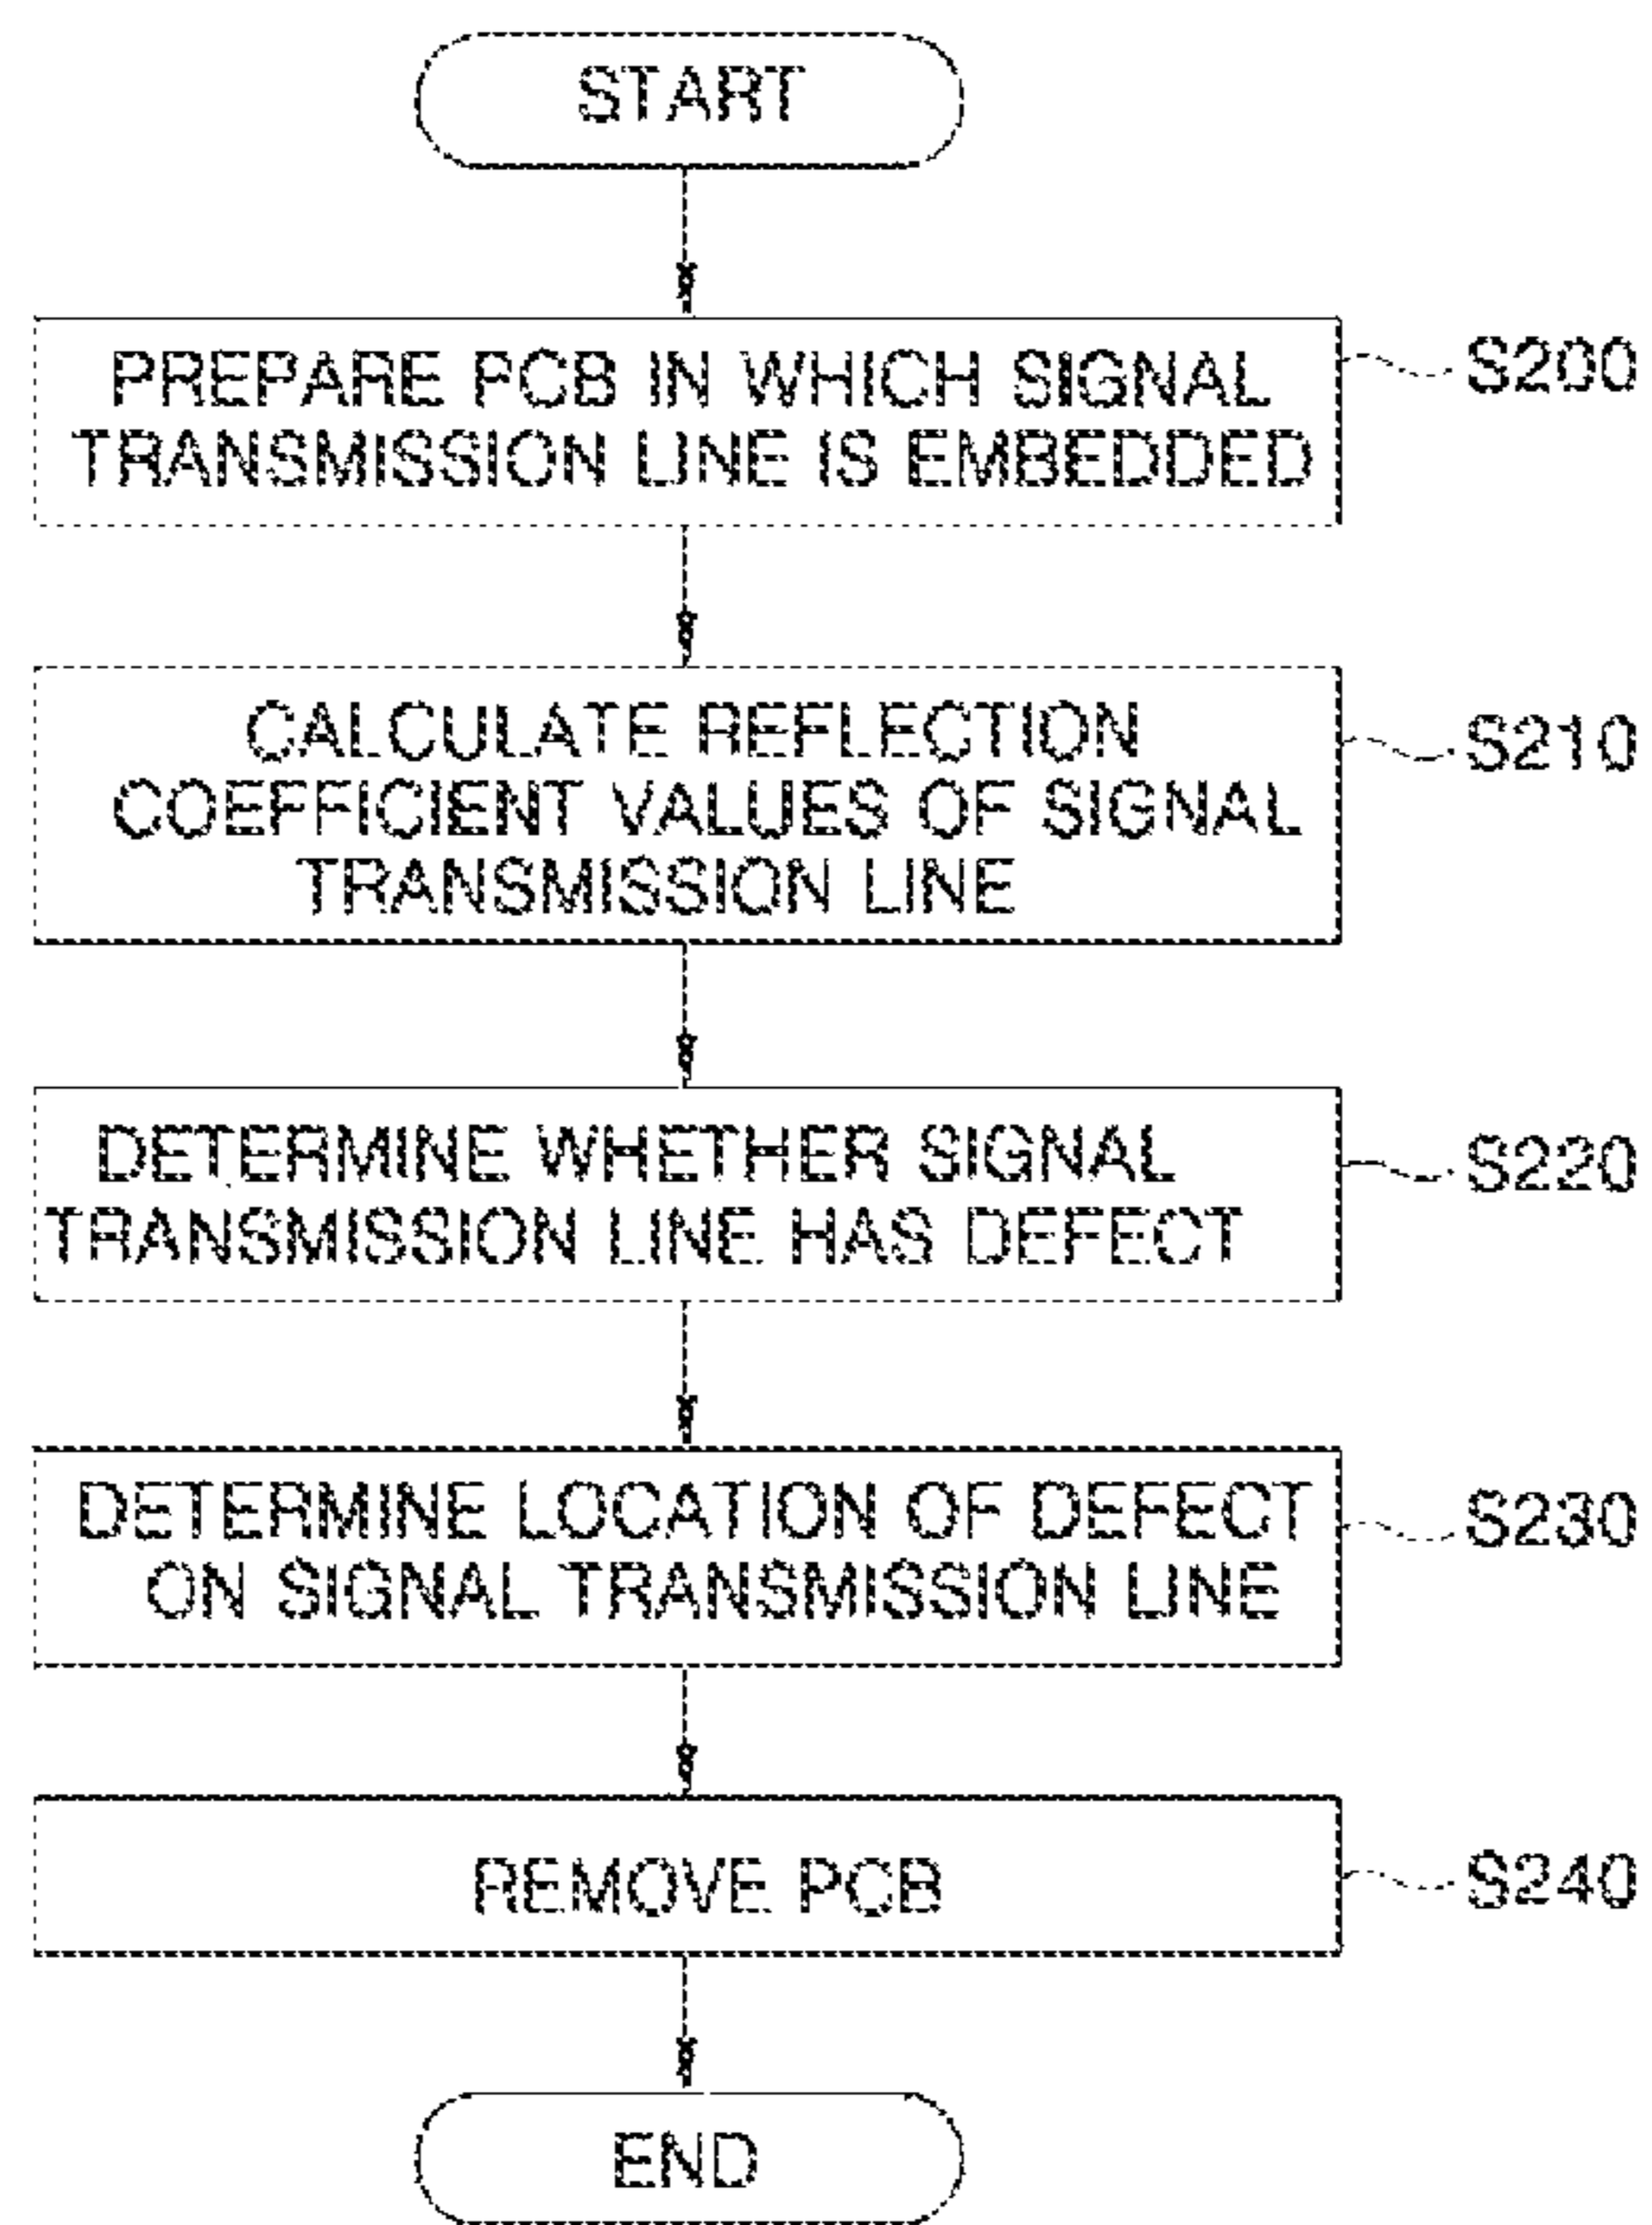 START
PREPARE PCB IN WHICH SIGNAL
TRANSMISSION LINE IS EMBEDDED
S200
CALCULATE REFLECTION
COEFFICIENT VALUES OF SIGNAL
TRANSMISSION LINE
S210
DETERMINE WHETHER SIGNAL
TRANSMISSION LINE HAS DEFECT
S220
DETERMINE LOCATION OF DEFECT
ON SIGNAL TRANSMISSION LINE
S230
REMOVE PCB
S240
END